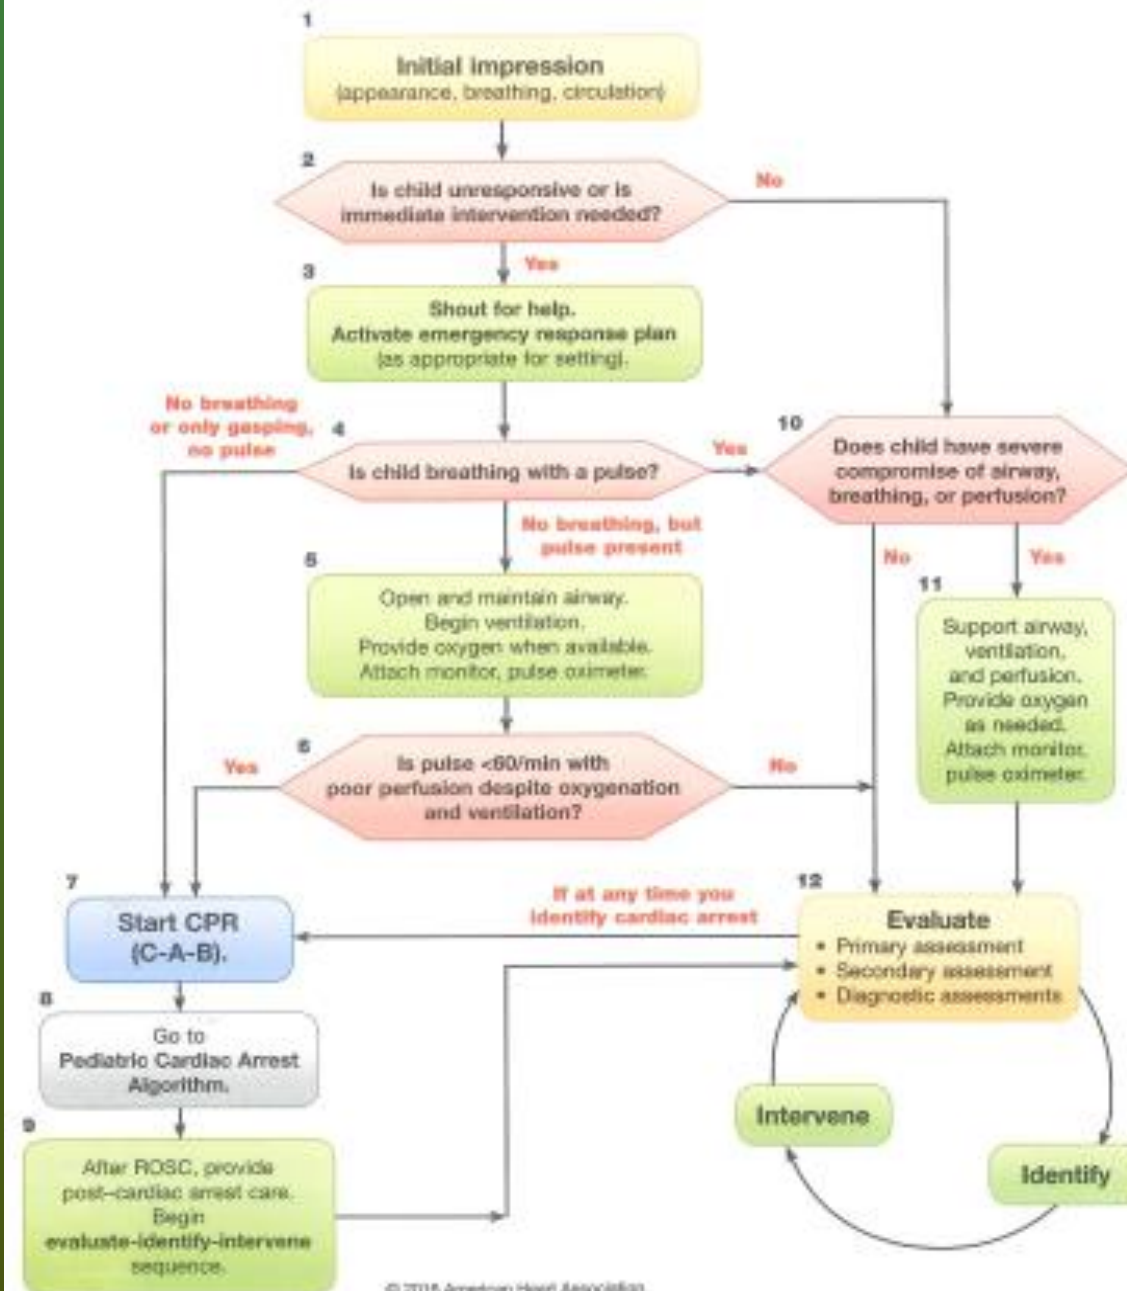 1
Initial impression
(appearance, breathing, circulation)
2
Is child unresponsive or is
immediate intervention needed?
No
Yes
3
Shout for help.
Activate emergency response plan
(as appropriate for setting).
No breathing
or only gasping,
no pulse
4
Is child breathing with a pulse?
Yes
10
Does child have severe
compromise of airway,
breathing, or perfusion?
No breathing, but
pulse present
No
Yes
5
Open and maintain airway.
Begin ventilation.
Provide oxygen when available.
Attach monitor, pulse oximeter.
11
Support airway,
ventilation,
and perfusion.
Provide oxygen
as needed.
Attach monitor,
pulse oximeter.
6
Is pulse <60/min with
poor perfusion despite oxygenation
and ventilation?
Yes
No
7
Start CPR
(C-A-B).
If at any time you
identify cardiac arrest
12
Evaluate
• Primary assessment
• Secondary assessment
• Diagnostic assessments
8
Go to
Pediatric Cardiac Arrest
Algorithm.
9
After ROSC, provide
post–cardiac arrest care.
Begin
evaluate-identify-intervene
sequence.
Intervene
Identify
American Heart Association